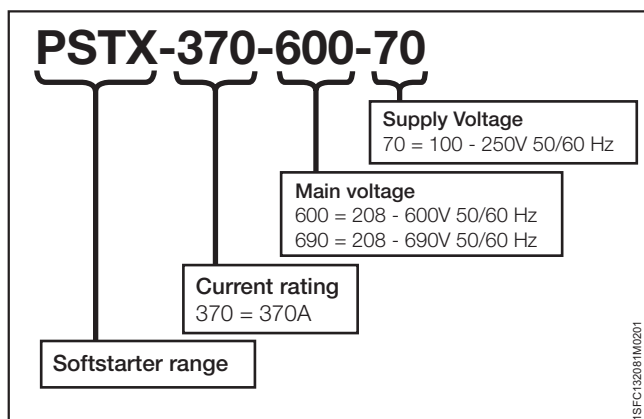 PSTX-370-600-70
Supply Voltage
70 = 100 - 250V 50/60 Hz
Main voltage
600 = 208 - 600V 50/60 Hz
690 = 208 - 690V 50/60 Hz
Current rating
370 = 370A
Softstarter range
1SFC132081M0201